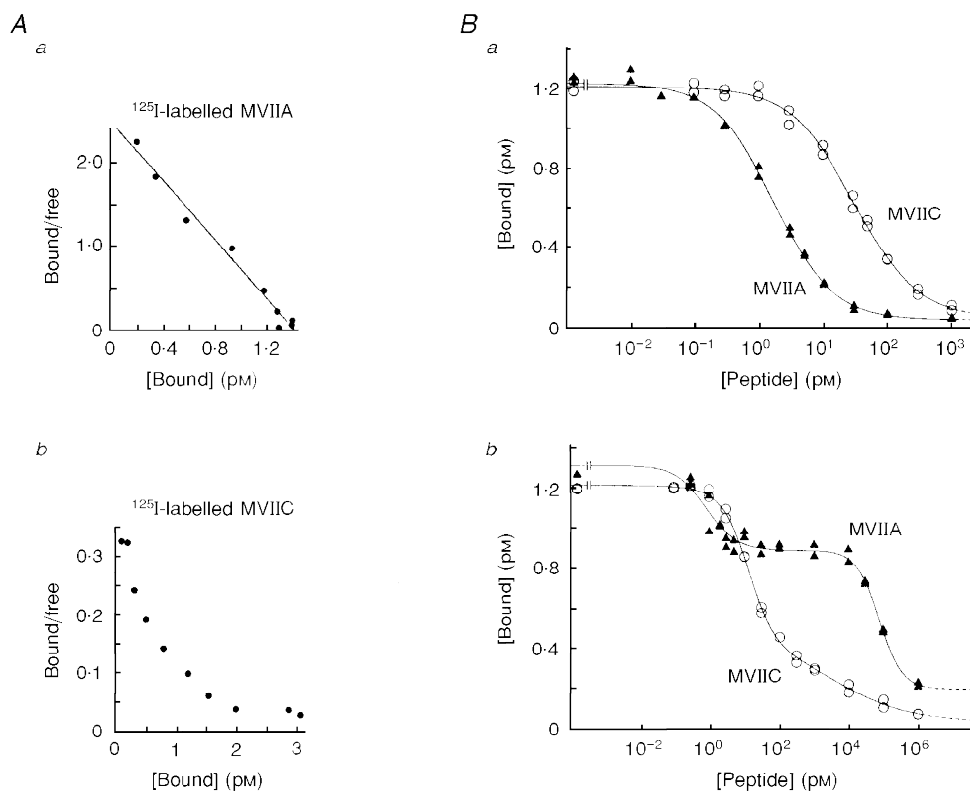 A
a
¹²⁵I-labelled MVIIA
Bound/free
2·0
1·0
0
0 0·4 0·8 1·2
[Bound] (pM)
b
¹²⁵I-labelled MVIIC
Bound/free
0·3
0·2
0·1
0
0 1 2 3
[Bound] (pM)
B
a
[Bound] (pM)
1·2
0·8
0·4
0
MVIIC
MVIIA
10⁻² 10⁻¹ 10⁰ 10¹ 10² 10³
[Peptide] (pM)
b
[Bound] (pM)
1·2
0·8
0·4
0
MVIIA
MVIIC
10⁻² 10⁰ 10² 10⁴ 10⁶
[Peptide] (pM)